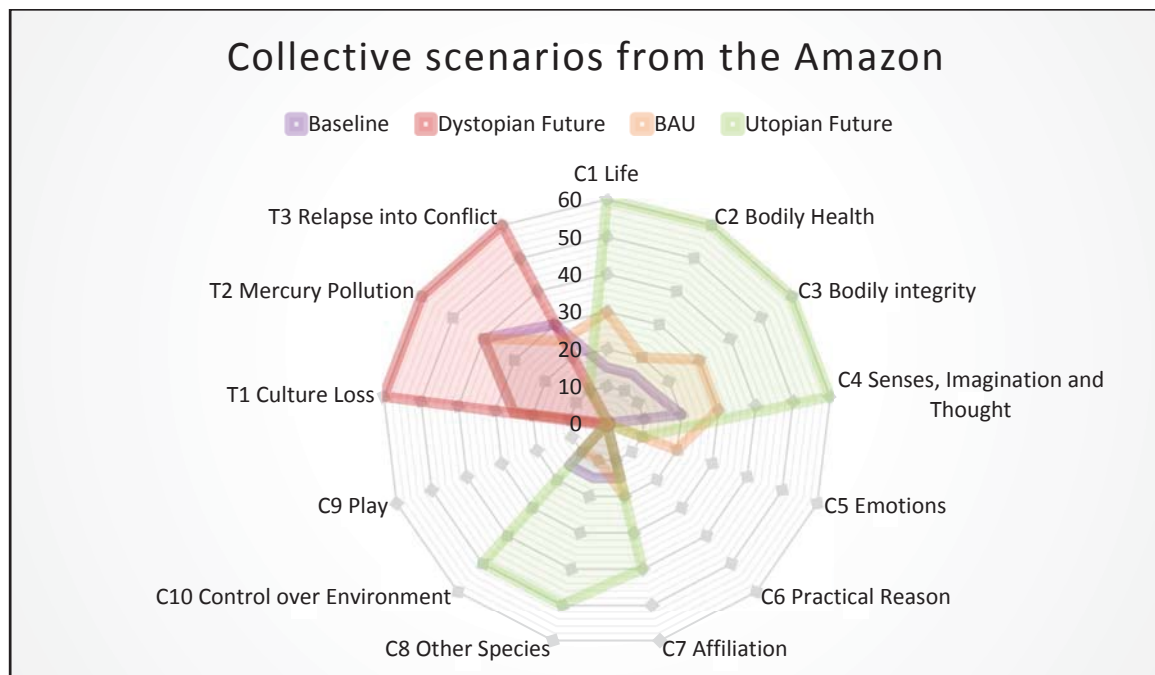 Collective scenarios from the Amazon
Baseline Dystopian Future BAU Utopian Future
C1 Life
60
T3 Relapse into Conflict
C2 Bodily Health
50
40
T2 Mercury Pollution
C3 Bodily integrity
30
20
T1 Culture Loss
10
C4 Senses, Imagination and
Thought
0
C9 Play
C5 Emotions
C10 Control over Environment
C6 Practical Reason
C8 Other Species
C7 Affiliation